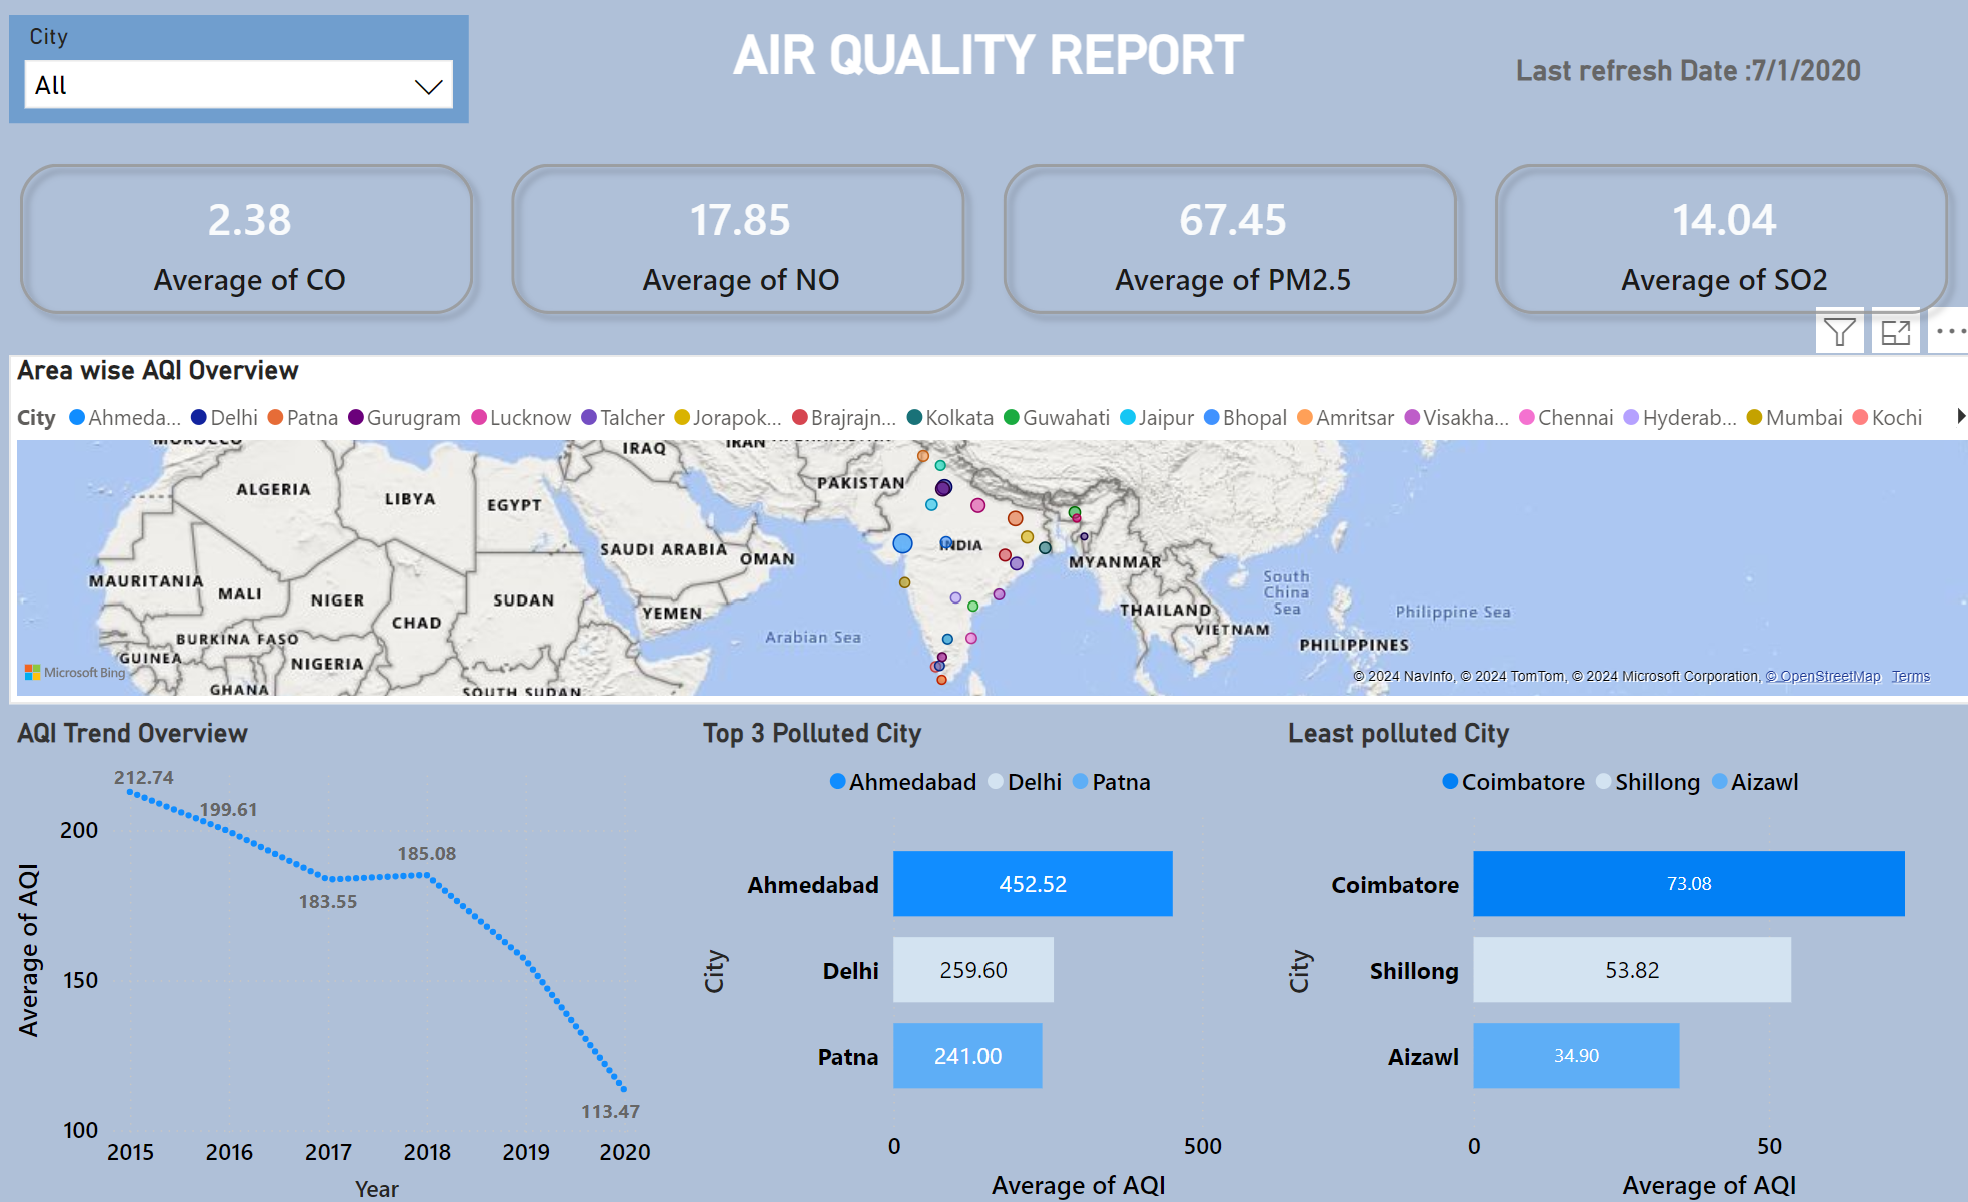 City
All
AIR QUALITY REPORT
Last refresh Date :7/1/2020
2.38
Average of CO
17.85
Average of NO
67.45
Average of PM2.5
14.04
Average of SO2
Area wise AQI Overview
City Ahmeda... Delhi Patna Gurugram Lucknow Talcher Jorapok... Brajrajn... Kolkata Guwahati Jaipur Bhopal Amritsar Visakha... Chennai Hyderab... Mumbai Kochi
MOROCCO
ALGERIA
LIBYA
EGYPT
IRAQ
IRAN
AFGHANISTAN
PAKISTAN
SAUDI ARABIA
OMAN
INDIA
MYANMAR
MAURITANIA
MALI
NIGER
CHAD
SUDAN
YEMEN
BURKINA FASO
GUINEA
NIGERIA
GHANA
SOUTH SUDAN
Arabian Sea
THAILAND
VIETNAM
South
China
Sea
PHILIPPINES
Philippine Sea
Microsoft Bing
© 2024 NavInfo, © 2024 TomTom, © 2024 Microsoft Corporation, © OpenStreetMap Terms
AQI Trend Overview
212.74
199.61
183.55
185.08
113.47
200
150
100
Average of AQI
2015 2016 2017 2018 2019 2020
Year
Top 3 Polluted City
Ahmedabad Delhi Patna
City
Ahmedabad 452.52
Delhi 259.60
Patna 241.00
0 500
Average of AQI
Least polluted City
Coimbatore Shillong Aizawl
City
Coimbatore 73.08
Shillong 53.82
Aizawl 34.90
0 50
Average of AQI